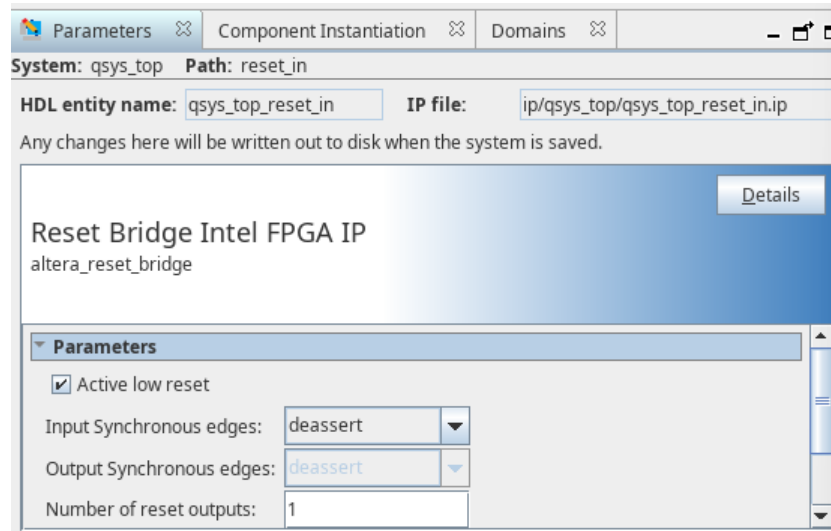 Parameters Component Instantiation Domains
System: qsys_top Path: reset_in
HDL entity name: qsys_top_reset_in IP file: ip/qsys_top/qsys_top_reset_in.ip
Any changes here will be written out to disk when the system is saved.
Details
Reset Bridge Intel FPGA IP
altera_reset_bridge
Parameters
Active low reset
Input Synchronous edges: deassert
Output Synchronous edges: deassert
Number of reset outputs: 1